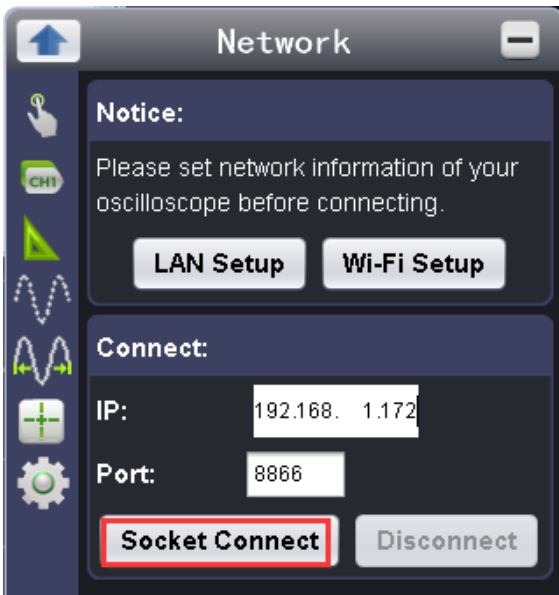 Network
CH1
Notice:
Please set network information of your
oscilloscope before connecting.
LAN Setup Wi-Fi Setup
Connect:
IP: 192.168. 1.172
Port: 8866
Socket Connect Disconnect